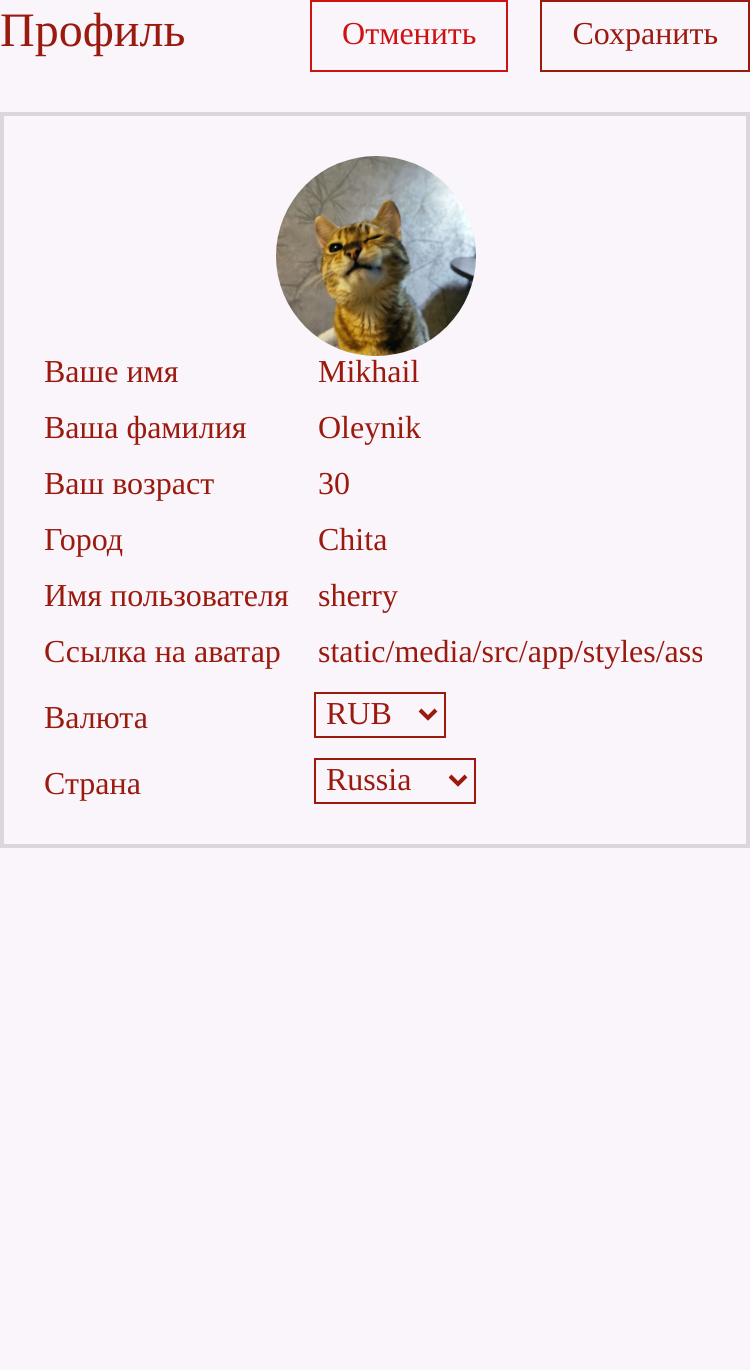 Профиль Отменить Сохранить
Ваше имя Mikhail
Ваша фамилия Oleynik
Ваш возраст 30
Город Chita
Имя пользователя sherry
Ссылка на аватар static/media/src/app/styles/ass
Валюта RUB
Страна Russia